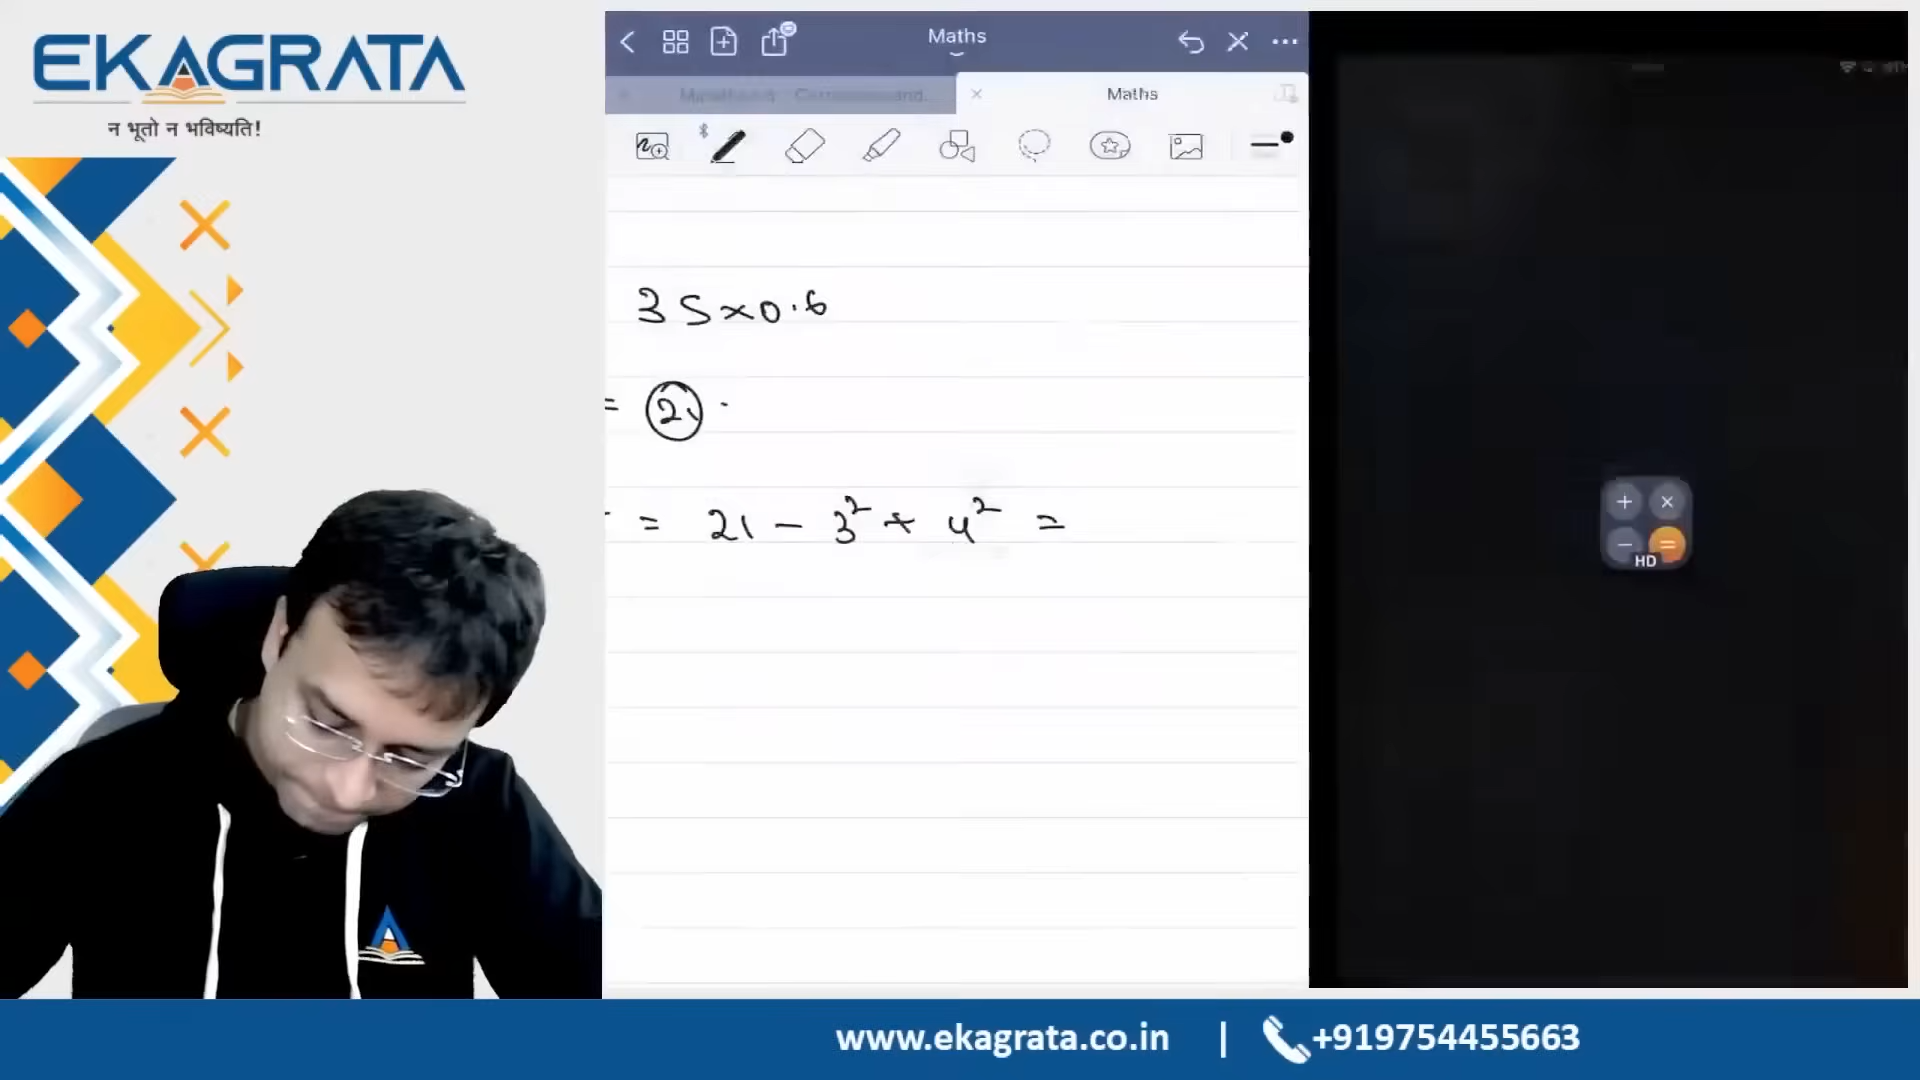 EKAGRATA
न भूतो न भविष्यति!
Maths
Maths
35×0.6
= 21
= 21 - 3² + 4² =
HD
www.ekagrata.co.in | +919754455663